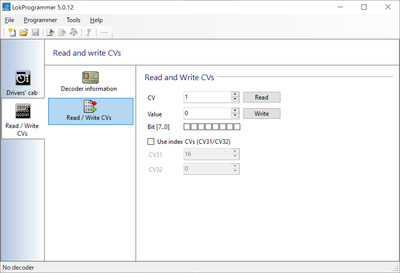 LokProgrammer 5.0.12
File Programmer Tools Help
Read and write CVs
Drivers' cab
Read / Write
CVs
Decoder information
Read / Write CVs
Read and Write CVs
CV 1 Read
Value 0 Write
Bit [7..0]
Use index CVs (CV31/CV32)
CV31 16
CV32 0
No decoder